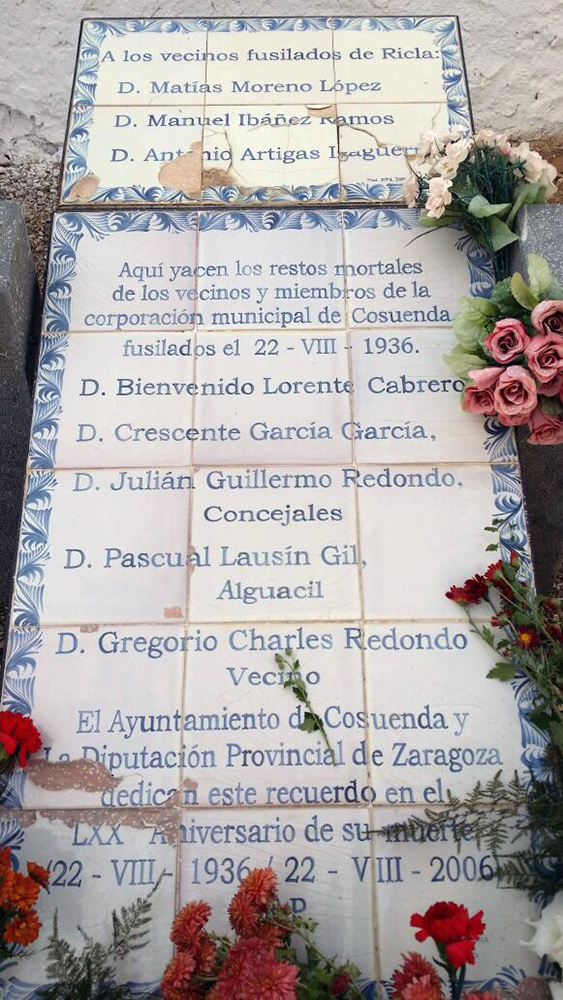 A los vecinos fusilados de Ricla:
D. Matías Moreno López
D. Manuel Ibáñez Ramos
D. Antonio Artigas Izaguerri
Aquí yacen los restos mortales
de los vecinos y miembros de la
corporación municipal de Cosuenda
fusilados el 22 - VIII - 1936.
D. Bienvenido Lorente Cabrero
D. Crescente García García,
D. Julián Guillermo Redondo,
Concejales
D. Pascual Lausín Gil,
Alguacil
D. Gregorio Charles Redondo
Vecino
El Ayuntamiento de Cosuenda y
La Diputación Provincial de Zaragoza
dedican este recuerdo en el
LXX Aniversario de su muerte
/22 - VIII - 1936 / 22 - VIII - 2006